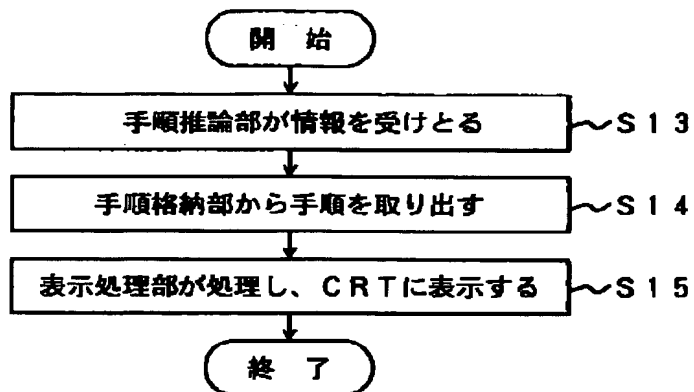 開 始
手順推論部が情報を受けとる
S13
手順格納部から手順を取り出す
S14
表示処理部が処理し、CRTに表示する
S15
終 了